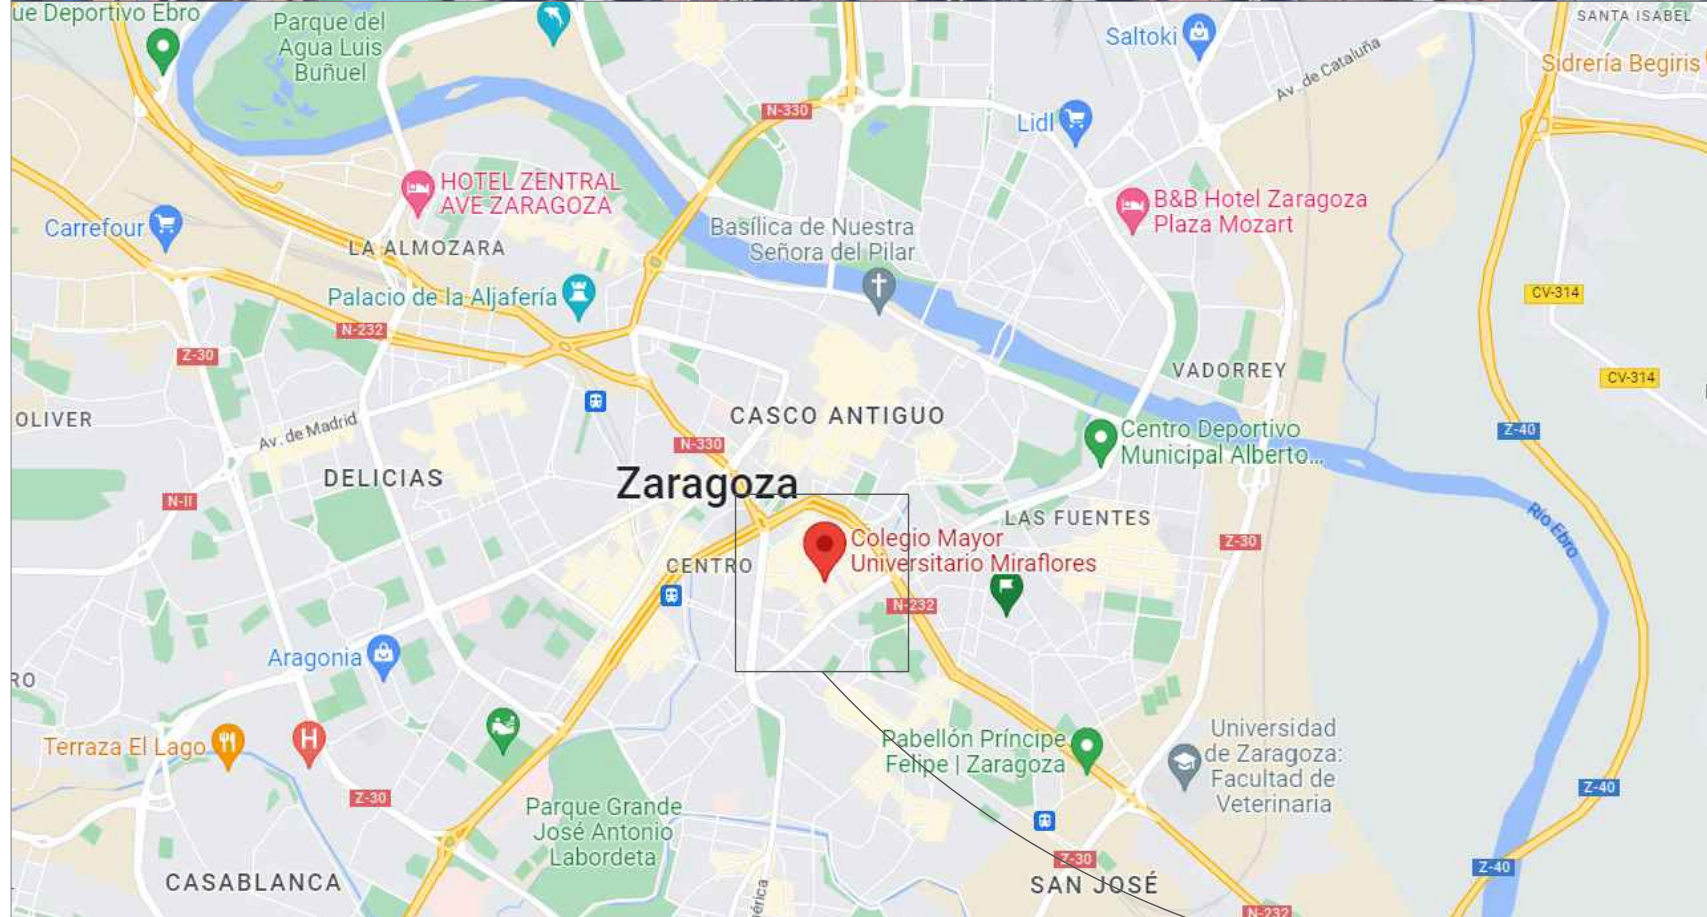 ue Deportivo Ebro
Parque del
Agua Luis
Buñuel
Saltoki
SANTA ISABEL
Av. de Cataluña
Sidrería Begiris
N-330
Lidl
HOTEL ZENTRAL
AVE ZARAGOZA
B&B Hotel Zaragoza
Plaza Mozart
Carrefour
LA ALMOZARA
Basílica de Nuestra
Señora del Pilar
Palacio de la Aljafería
CV-314
N-232
Z-30
VADORREY
CV-314
OLIVER
Av. de Madrid
CASCO ANTIGUO
Centro Deportivo
Municipal Alberto...
Z-40
N-330
DELICIAS
Zaragoza
N-II
LAS FUENTES
Río Ebro
Colegio Mayor
Universitario Miraflores
Z-30
CENTRO
N-232
Aragonia
RO
H
Terraza El Lago
Pabellón Príncipe
Felipe | Zaragoza
Universidad
de Zaragoza:
Facultad de
Veterinaria
Z-30
Z-40
Parque Grande
José Antonio
Labordeta
Z-30
Z-40
CASABLANCA
SAN JOSÉ
érica
N-232